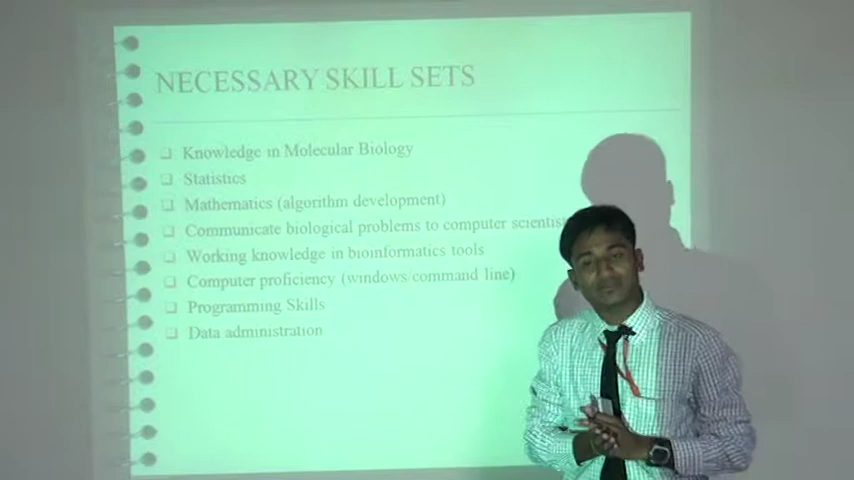 NECESSARY SKILL SETS
❑ Knowledge in Molecular Biology
❑ Statistics
❑ Mathematics (algorithm development)
❑ Communicate biological problems to computer scientist
❑ Working knowledge in bioinformatics tools
❑ Computer proficiency (windows/command line)
❑ Programming Skills
❑ Data administration